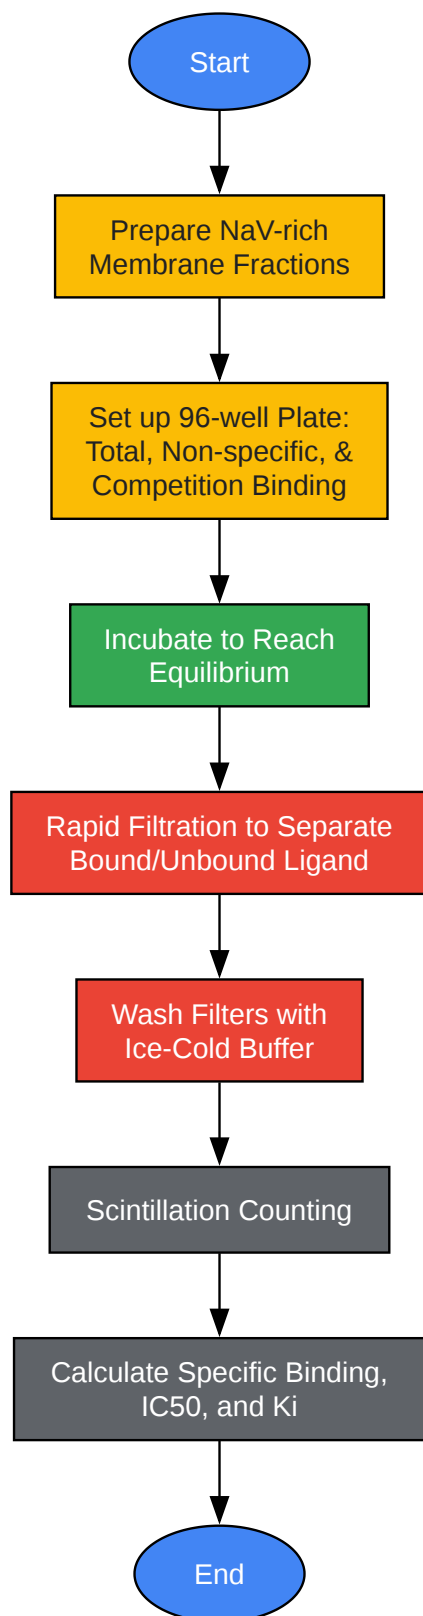 Start
Prepare NaV-rich
Membrane Fractions
Set up 96-well Plate:
Total, Non-specific, &
Competition Binding
Incubate to Reach
Equilibrium
Rapid Filtration to Separate
Bound/Unbound Ligand
Wash Filters with
Ice-Cold Buffer
Scintillation Counting
Calculate Specific Binding,
IC50, and Ki
End